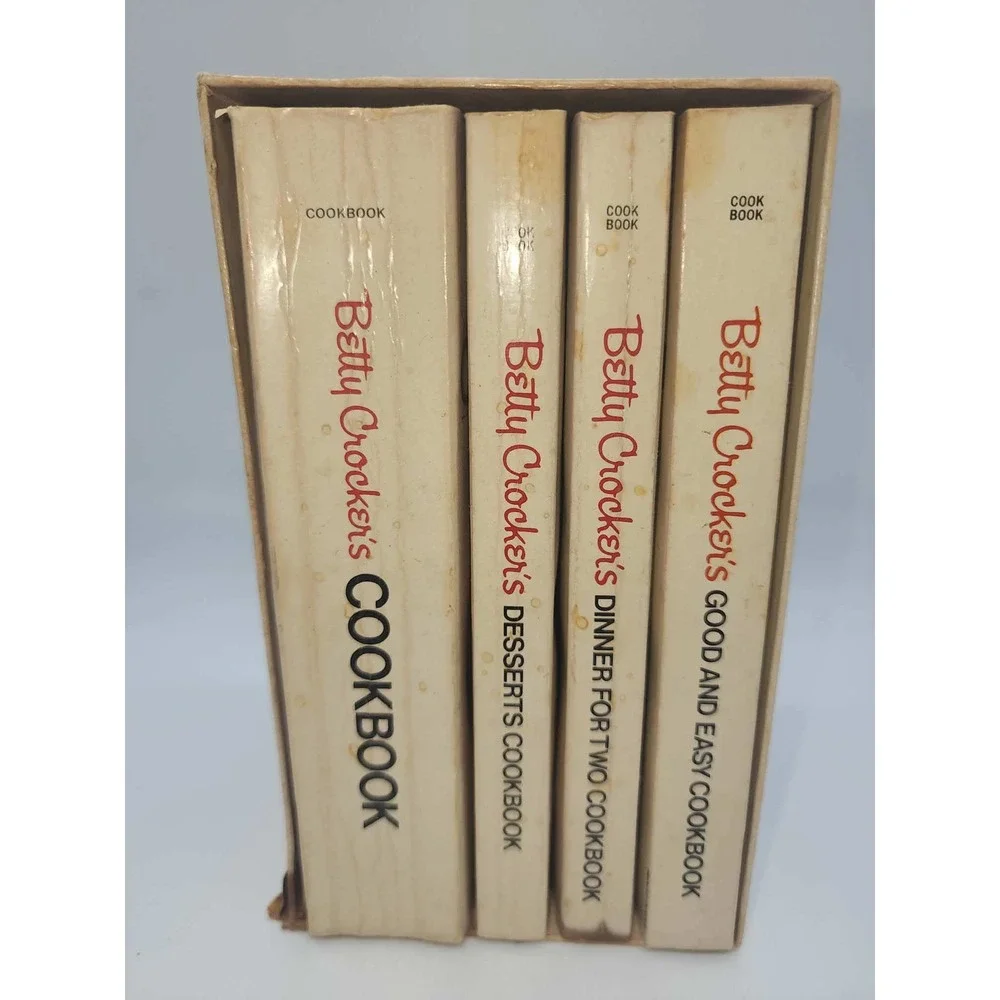 COOKBOOK
Betty Crocker's COOKBOOK
Betty Crocker's DESSERTS COOKBOOK
COOK
BOOK
Betty Crocker's DINNER FOR TWO COOKBOOK
COOK
BOOK
Betty Crocker's GOOD AND EASY COOKBOOK